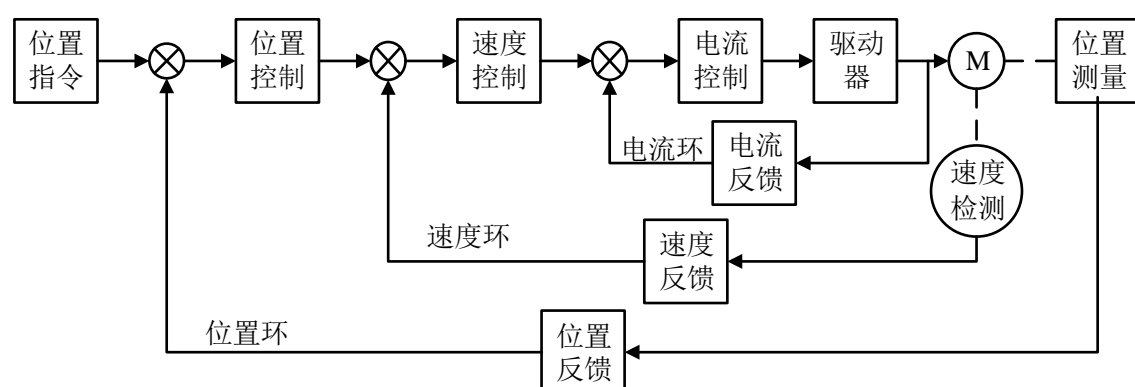 位置
指令
位置
控制
速度
控制
电流
控制
驱动
器
M
位置
测量
电流环
电流
反馈
速度
检测
速度环
速度
反馈
位置环
位置
反馈